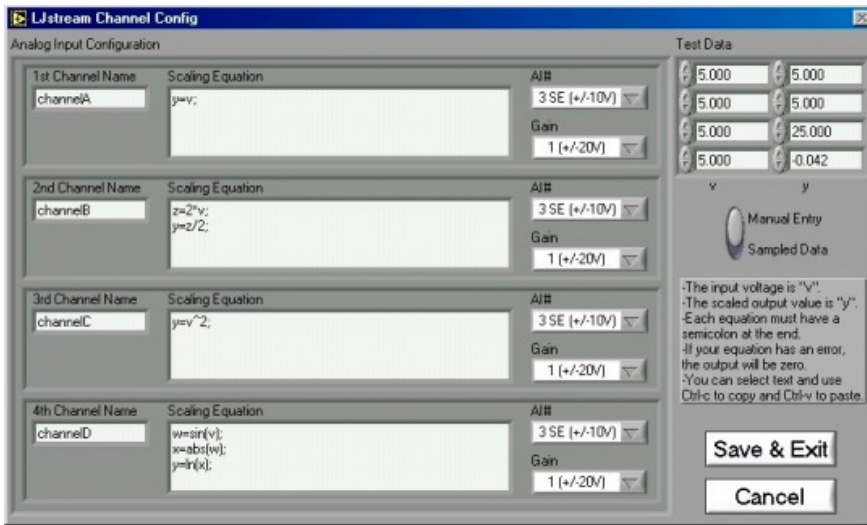 LJstream Channel Config
Analog Input Configuration
1st Channel Name
channelA
Scaling Equation
y=v;
AI#
3 SE (+/-10V)
Gain
1 (+/-20V)
2nd Channel Name
channelB
Scaling Equation
z=2*v;
y=z/2;
AI#
3 SE (+/-10V)
Gain
1 (+/-20V)
3rd Channel Name
channelC
Scaling Equation
y=v^2;
AI#
3 SE (+/-10V)
Gain
1 (+/-20V)
4th Channel Name
channelD
Scaling Equation
w=sin(v);
x=abs(w);
y=ln(x);
AI#
3 SE (+/-10V)
Gain
1 (+/-20V)
Test Data
5.000 5.000
5.000 5.000
5.000 25.000
5.000 -0.042
v y
Manual Entry
Sampled Data
-The input voltage is "v".
-The scaled output value is "y".
-Each equation must have a
semicolon at the end.
-If your equation has an error,
the output will be zero.
-You can select text and use
Ctrl-c to copy and Ctrl-v to paste.
Save & Exit
Cancel